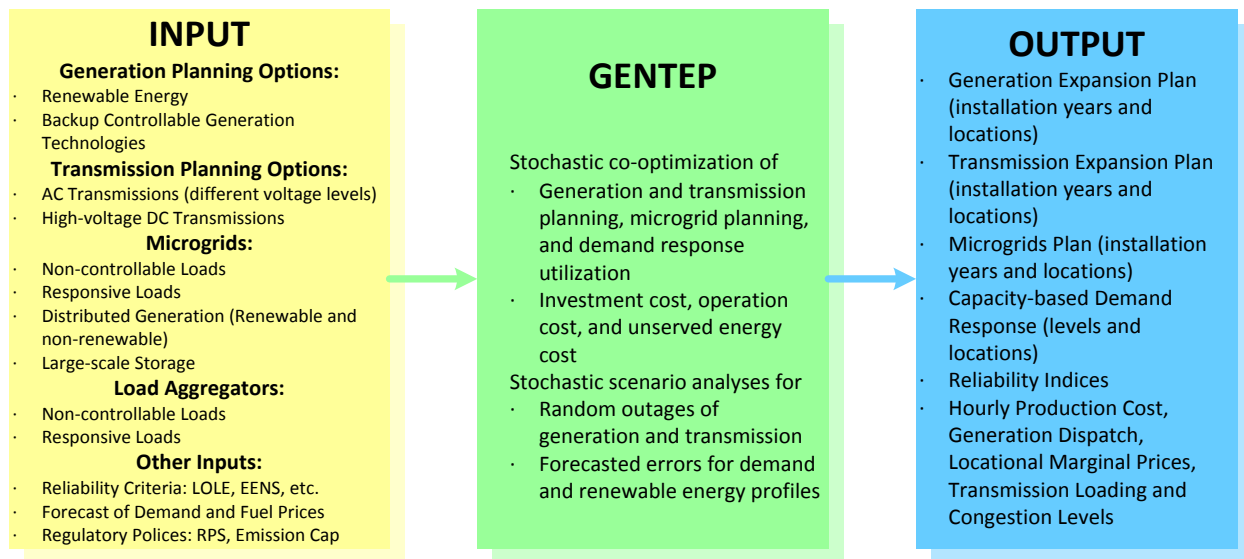 INPUT
Generation Planning Options:
· Renewable Energy
· Backup Controllable Generation
Technologies
Transmission Planning Options:
· AC Transmissions (different voltage levels)
· High-voltage DC Transmissions
Microgrids:
· Non-controllable Loads
· Responsive Loads
· Distributed Generation (Renewable and
non-renewable)
· Large-scale Storage
Load Aggregators:
· Non-controllable Loads
· Responsive Loads
Other Inputs:
· Reliability Criteria: LOLE, EENS, etc.
· Forecast of Demand and Fuel Prices
· Regulatory Polices: RPS, Emission Cap
GENTEP
Stochastic co-optimization of
· Generation and transmission
planning, microgrid planning,
and demand response
utilization
· Investment cost, operation
cost, and unserved energy
cost
Stochastic scenario analyses for
· Random outages of
generation and transmission
· Forecasted errors for demand
and renewable energy profiles
OUTPUT
· Generation Expansion Plan
(installation years and
locations)
· Transmission Expansion Plan
(installation years and
locations)
· Microgrids Plan (installation
years and locations)
· Capacity-based Demand
Response (levels and
locations)
· Reliability Indices
· Hourly Production Cost,
Generation Dispatch,
Locational Marginal Prices,
Transmission Loading and
Congestion Levels